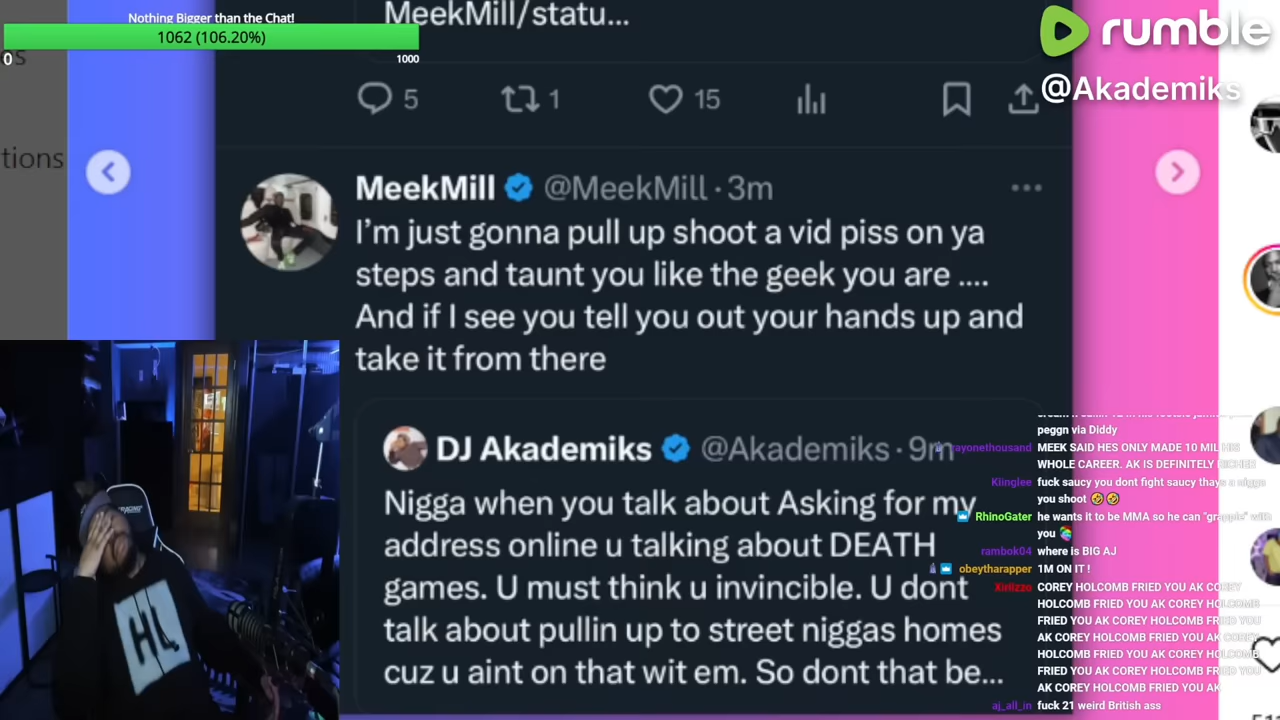 Nothing Bigger than the Chat!
1062 (106.20%)
0
1000
MeekMill/statu...
rumble
@Akademiks
5 1 15
tions
MeekMill @MeekMill · 3m
I’m just gonna pull up shoot a vid piss on ya
steps and taunt you like the geek you are ....
And if I see you tell you out your hands up and
take it from there
DJ Akademiks @Akademiks · 9m
Nigga when you talk about Asking for my
address online u talking about DEATH
games. U must think u invincible. U dont
talk about pullin up to street niggas homes
cuz u aint on that wit em. So dont that be...
HL
peggn via Diddy
MEEK SAID HES ONLY MADE 10 MIL HIS
WHOLE CAREER. AK IS DEFINITELY RICHER
Kiinglee fuck saucy you dont fight saucy thays a nigga
you shoot 🤣🤣
RhinoGater he wants it to be MMA so he can "grapple" with
you
rambok04 where is BIG AJ
obeytharapper 1M ON IT !
Xirlizzo COREY HOLCOMB FRIED YOU AK COREY
HOLCOMB FRIED YOU AK COREY HOLCOMB
FRIED YOU AK COREY HOLCOMB FRIED YOU
AK COREY HOLCOMB FRIED YOU AK COREY
HOLCOMB FRIED YOU AK COREY HOLCOMB
FRIED YOU AK COREY HOLCOMB FRIED YOU
AK COREY HOLCOMB FRIED YOU AK
aj_all_in fuck 21 weird British ass